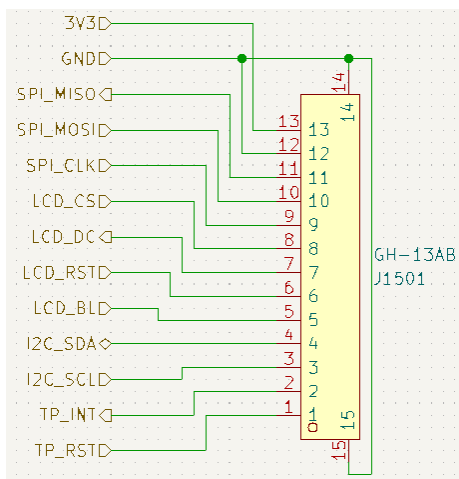 3V3
GND
14
14
SPI_MISO
SPI_MOSI
13 13
12 12
SPI_CLK
11 11
10 10
LCD_CS
9 9
LCD_DC
8 8
GH-13AB
7 7
LCD_RST
J1501
6 6
LCD_BL
5 5
I2C_SDA
4 4
I2C_SCL
3 3
2 2
TP_INT
1 1
15
TP_RST
15